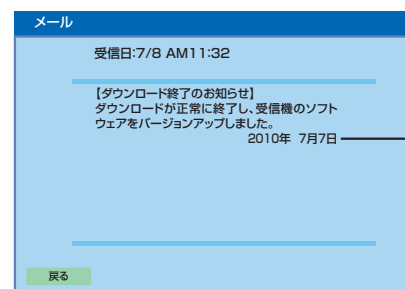 メール
受信日:7/8 AM11:32
【ダウンロード終了のお知らせ】
ダウンロードが正常に終了し、受信機のソフト
ウェアをバージョンアップしました。
2010年 7月7日
戻る